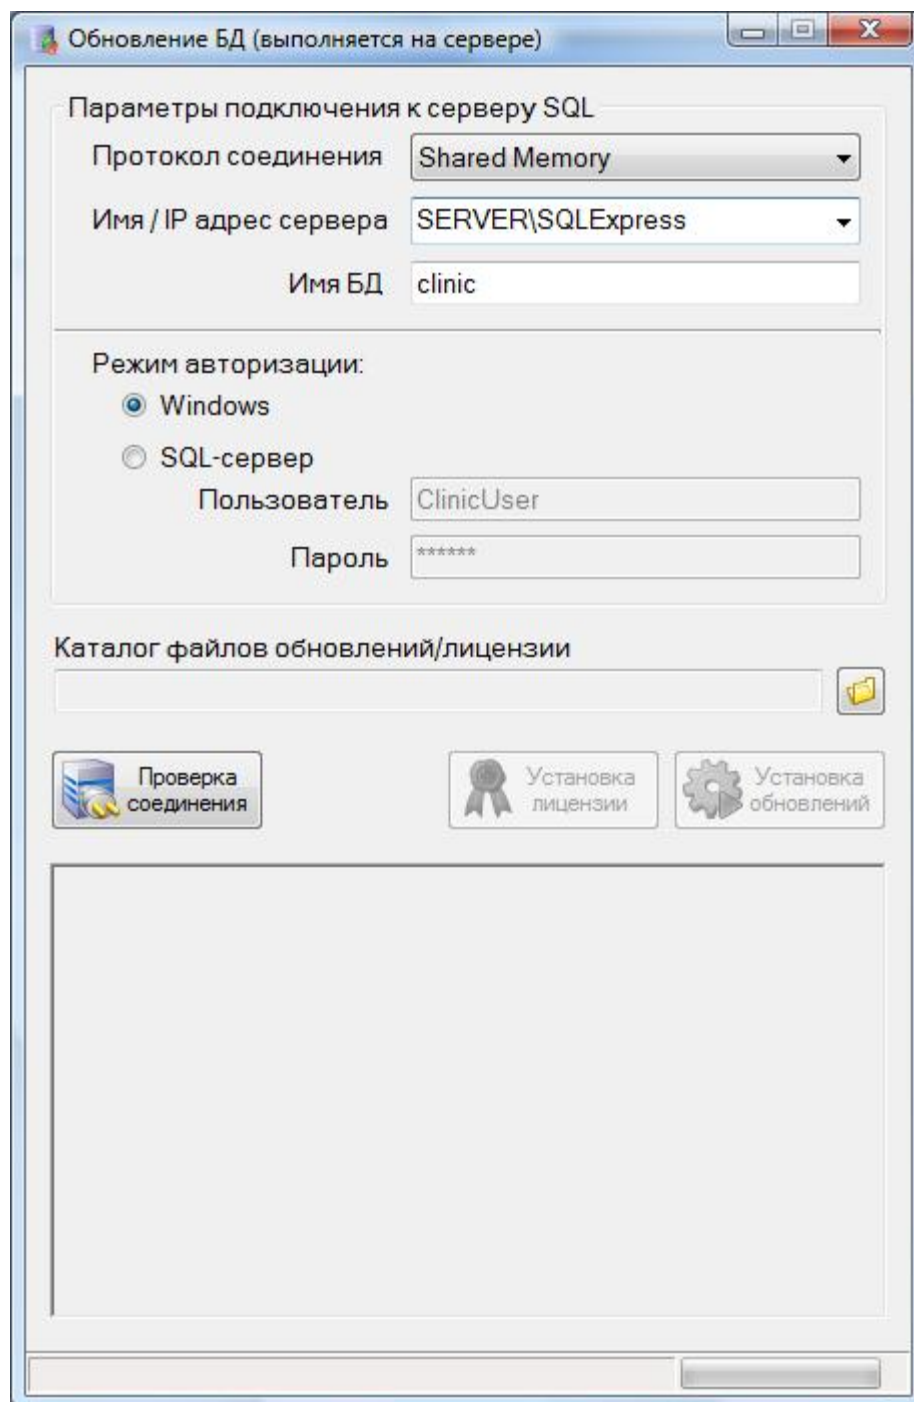 Обновление БД (выполняется на сервере)
Параметры подключения к серверу SQL
Протокол соединения Shared Memory
Имя / IP адрес сервера SERVER\SQLExpress
Имя БД clinic
Режим авторизации:
Windows
SQL-сервер
Пользователь ClinicUser
Пароль ******
Каталог файлов обновлений/лицензии
Проверка
соединения
Установка
лицензии
Установка
обновлений